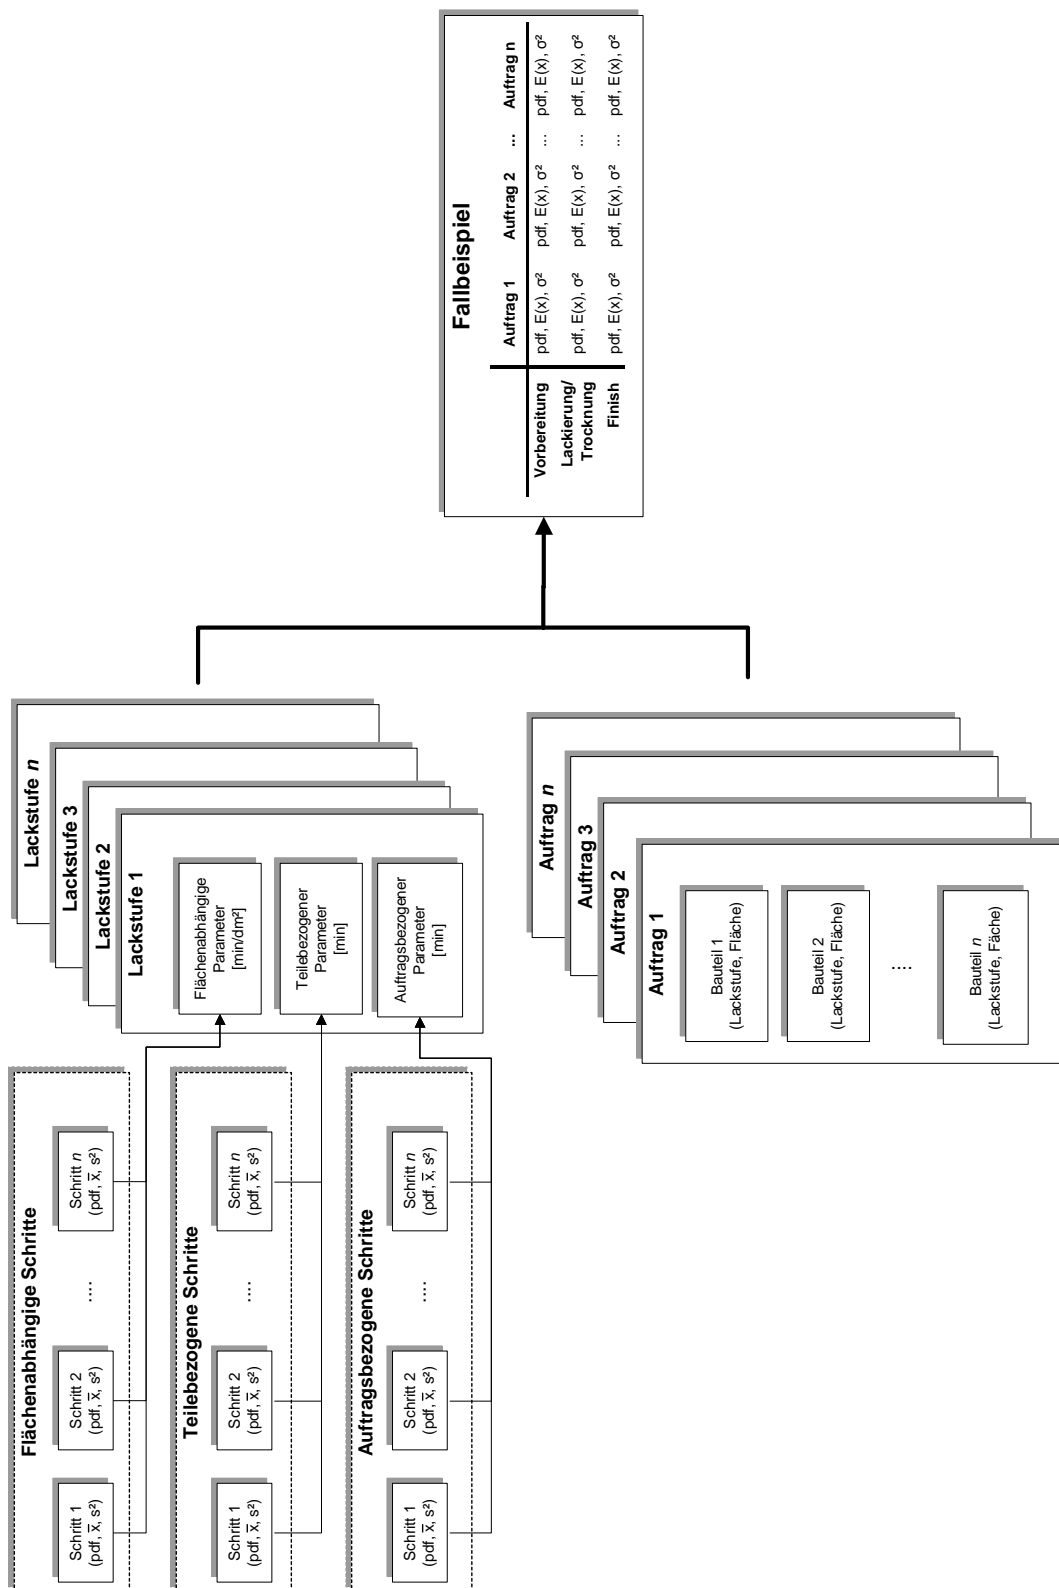 Flächenabhängige Schritte
Schritt 1
(pdf, x̅, s²)
Schritt 2
(pdf, x̅, s²)
....
Schritt n
(pdf, x̅, s²)
Teilebezogene Schritte
Schritt 1
(pdf, x̅, s²)
Schritt 2
(pdf, x̅, s²)
....
Schritt n
(pdf, x̅, s²)
Auftragsbezogene Schritte
Schritt 1
(pdf, x̅, s²)
Schritt 2
(pdf, x̅, s²)
....
Schritt n
(pdf, x̅, s²)
Lackstufe n
Lackstufe 3
Lackstufe 2
Lackstufe 1
Flächenabhängige
Parameter
[min/dm²]
Teilebezogener
Parameter
[min]
Auftragsbezogener
Parameter
[min]
Auftrag n
Auftrag 3
Auftrag 2
Auftrag 1
Bauteil 1
(Lackstufe, Fläche)
Bauteil 2
(Lackstufe, Fläche)
....
Bauteil n
(Lackstufe, Fäche)
Fallbeispiel
Auftrag 1 Auftrag 2 ... Auftrag n
Vorbereitung pdf, E(x), σ² pdf, E(x), σ² ... pdf, E(x), σ²
Lackierung/
Trocknung pdf, E(x), σ² pdf, E(x), σ² ... pdf, E(x), σ²
Finish pdf, E(x), σ² pdf, E(x), σ² ... pdf, E(x), σ²